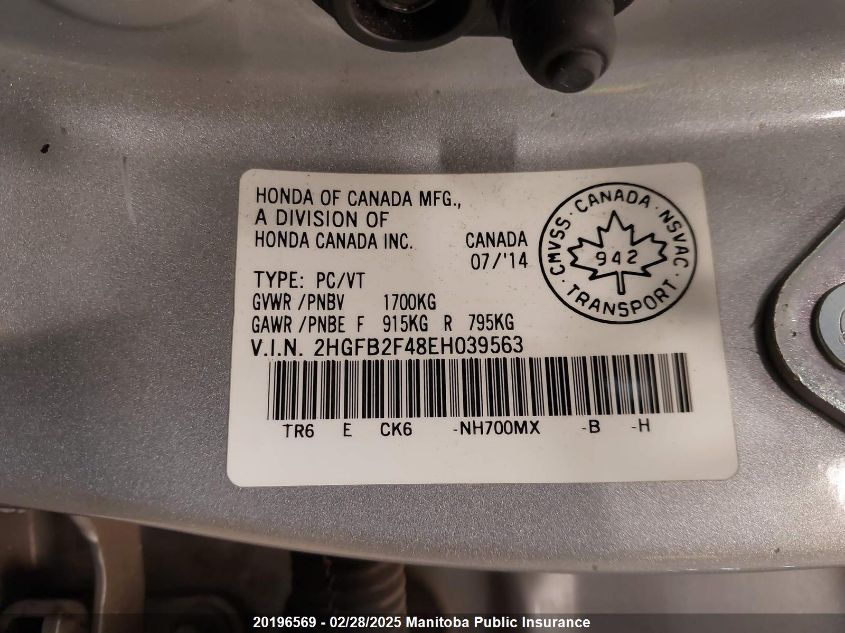 HONDA OF CANADA MFG.,
A DIVISION OF
HONDA CANADA INC.
CANADA
07/'14
TYPE: PC/VT
GVWR /PNBV 1700KG
GAWR /PNBE F 915KG R 795KG
V.I.N. 2HGFB2F48EH039563
TR6 E CK6 -NH700MX -B -H
CMVSS · CANADA · NSVAC
942
· TRANSPORT ·
20196569 - 02/28/2025 Manitoba Public Insurance